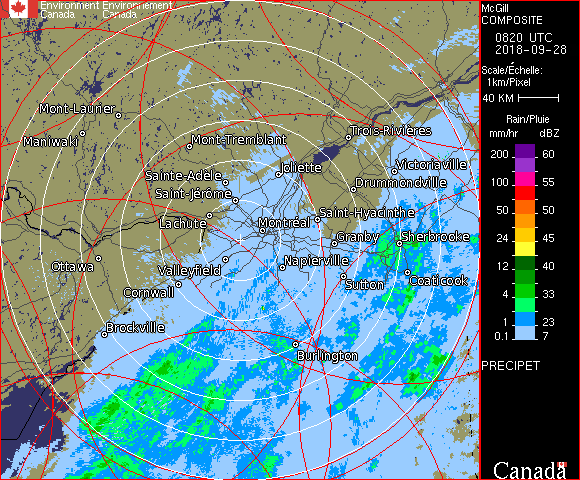 Environment Environnement
Canada Canada
McGill
COMPOSITE
0820 UTC
2018-09-28
Scale/Échelle:
1km/Pixel
40 KM
Rain/Pluie
mm/hr dBZ
200 60
100 55
50 50
24 45
12 40
4 33
1 23
0.1 7
PRECIPET
Canada
Mont-Laurier
Maniwaki
Mont-Tremblant
Trois-Rivières
Sainte-Adèle
Joliette
Victoriaville
Saint-Jérôme
Drummondville
Lachute
Montréal
Saint-Hyacinthe
Granby
Sherbrooke
Ottawa
Valleyfield
Napierville
Cornwall
Sutton
Coaticook
Brockville
Burlington